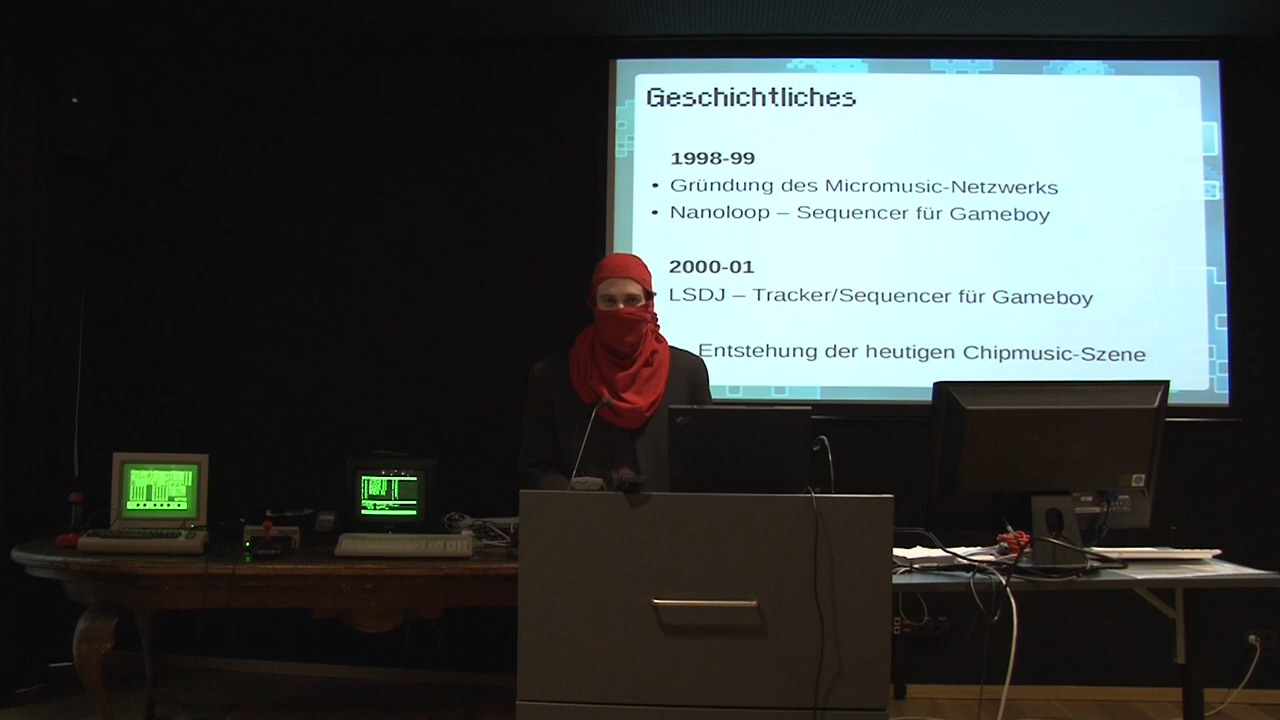 Geschichtliches
1998-99
• Gründung des Micromusic-Netzwerks
• Nanoloop – Sequencer für Gameboy
2000-01
• LSDJ – Tracker/Sequencer für Gameboy
Entstehung der heutigen Chipmusic-Szene